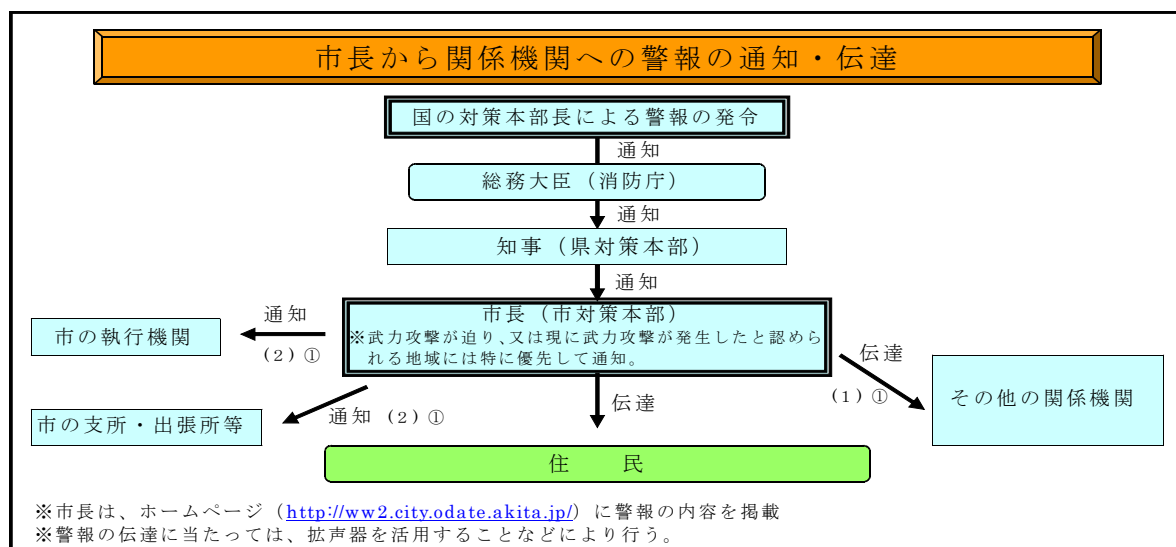 市長から関係機関への警報の通知・伝達
国の対策本部長による警報の発令
通知
総務大臣（消防庁）
通知
知事（県対策本部）
通知
市長（市対策本部）
※武力攻撃が迫り、又は現に武力攻撃が発生したと認めら
れる地域には特に優先して通知。
通知
市の執行機関
(2)①
伝達
(1)①
その他の関係機関
市の支所・出張所等
通知 (2)①
伝達
住　民
※市長は、ホームページ（http://ww2.city.odate.akita.jp/）に警報の内容を掲載
※警報の伝達に当たっては、拡声器を活用することなどにより行う。